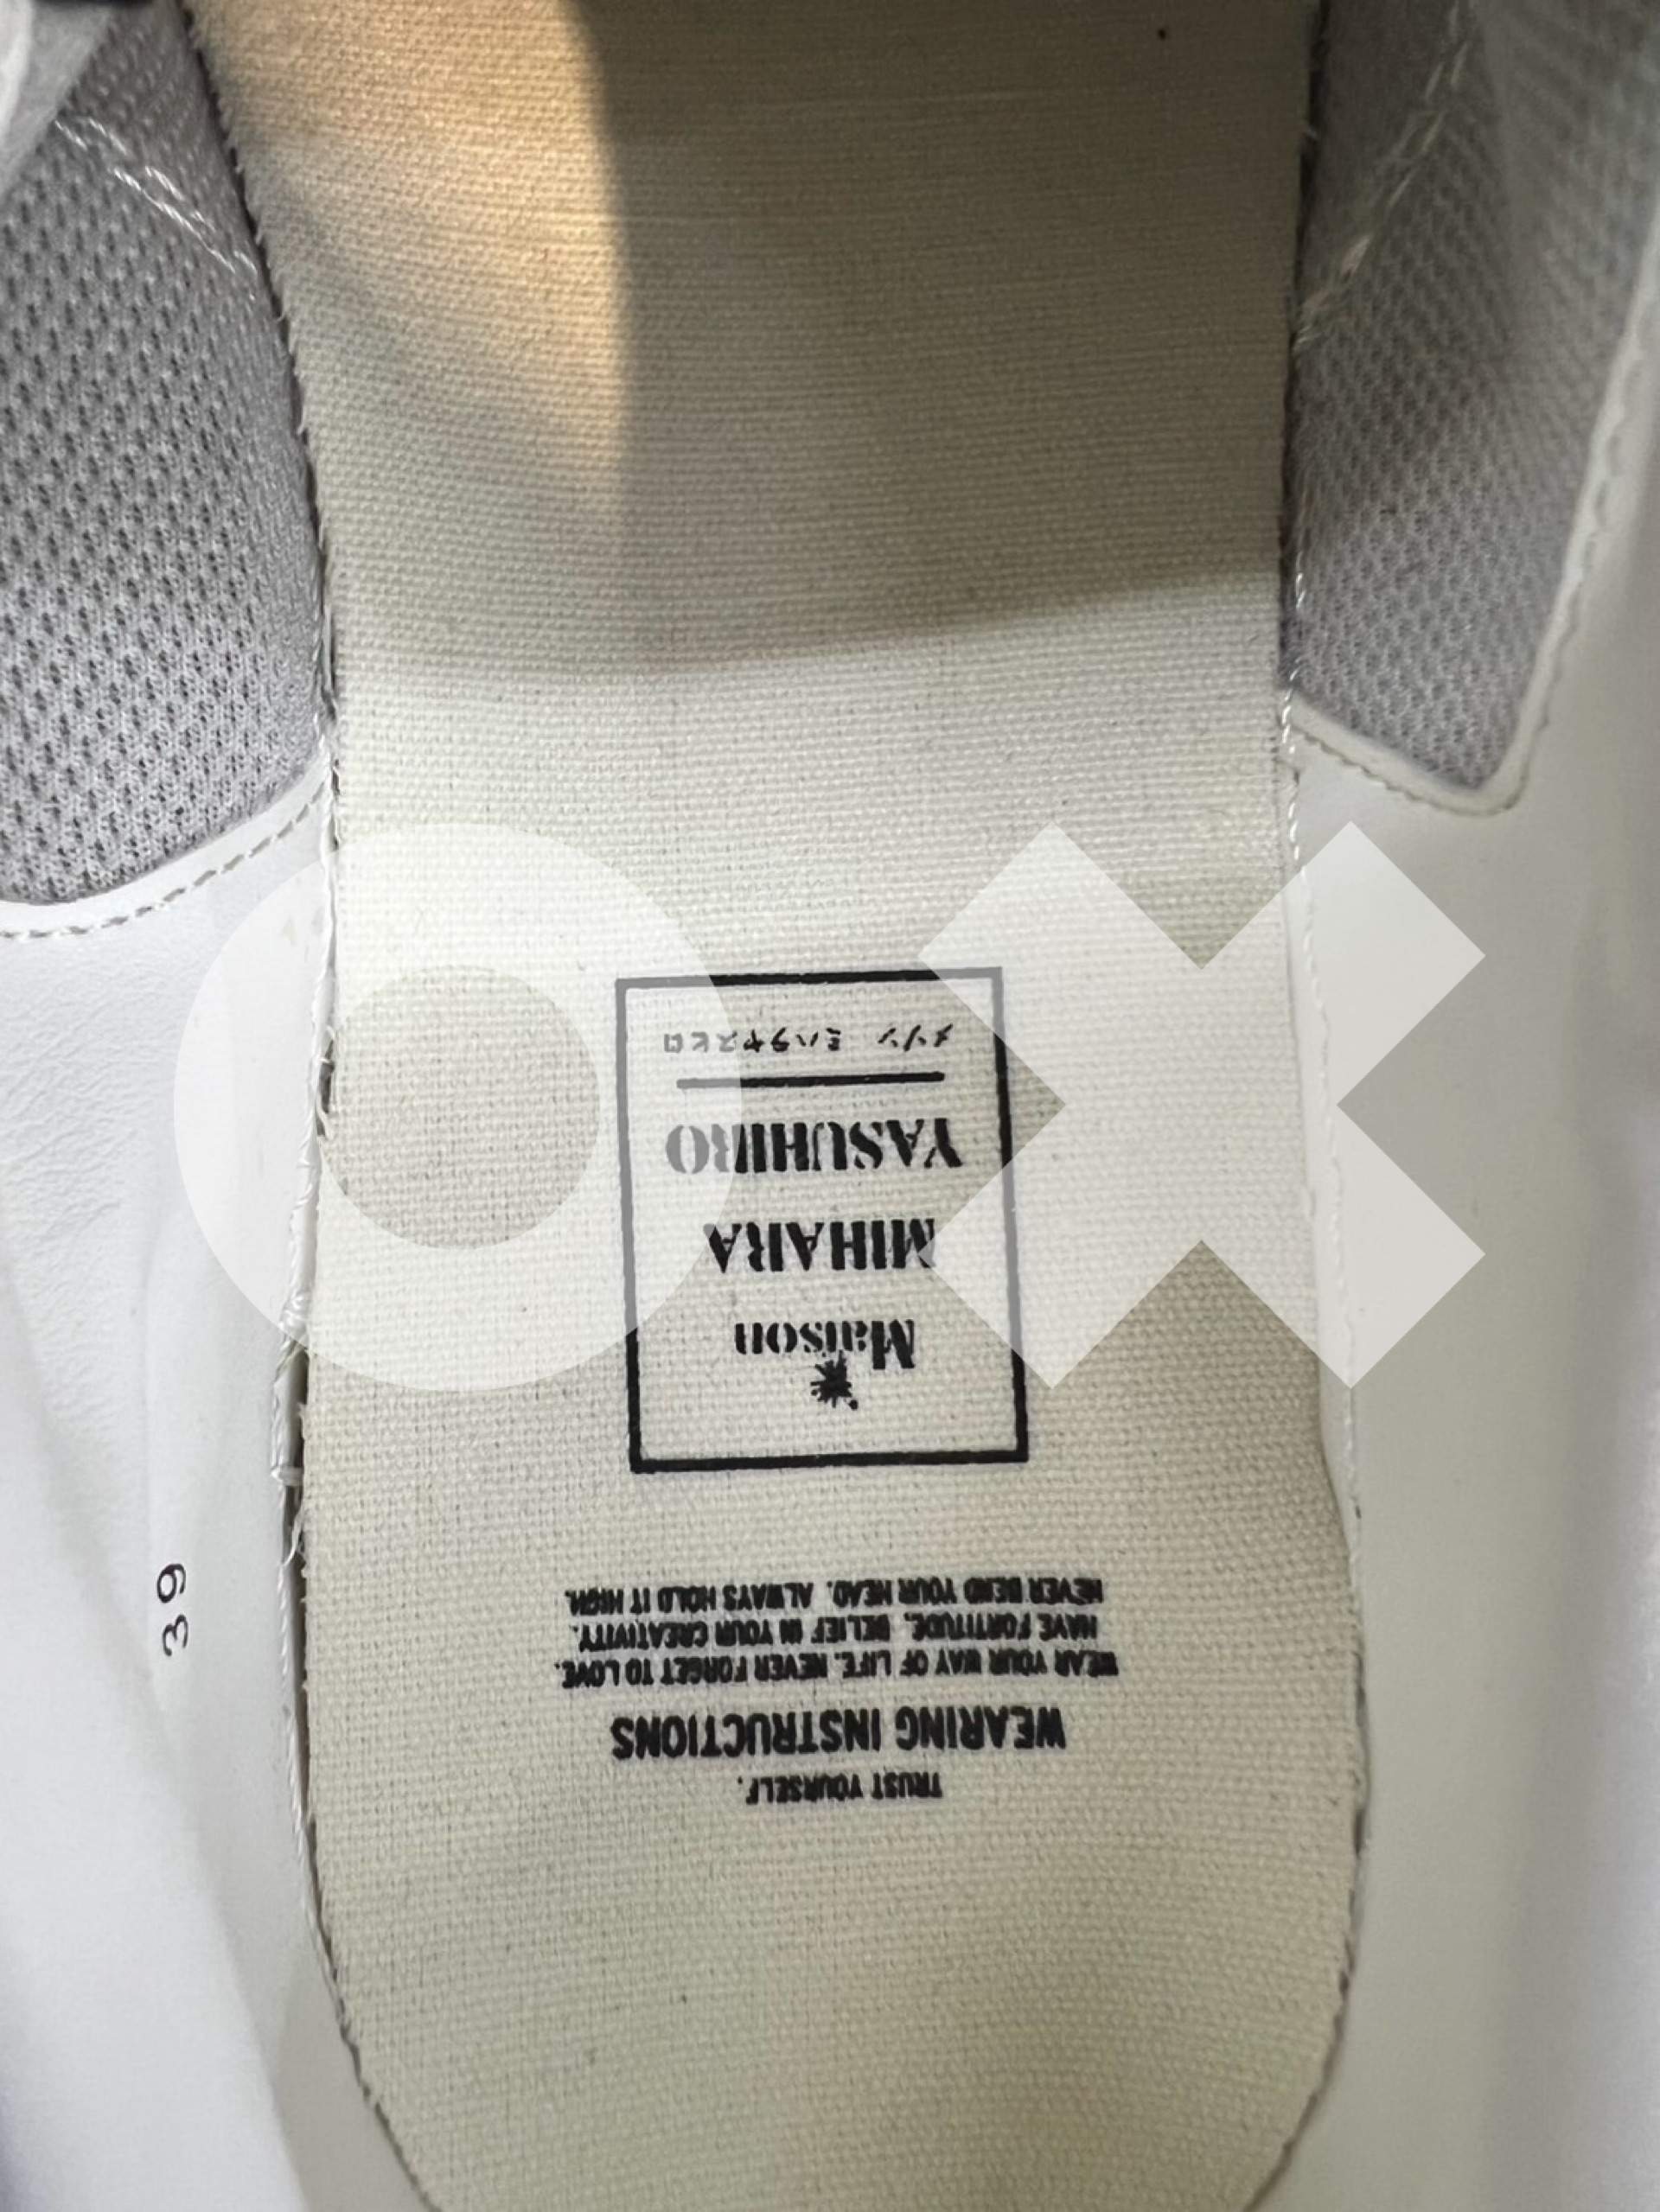 TRUST YOURSELF.
WEARING INSTRUCTIONS
WEAR YOUR WAY OF LIFE. NEVER FORGET TO LOVE.
HAVE FORTITUDE. BELIEF IN YOUR CREATIVITY.
NEVER BEND YOUR HEAD. ALWAYS HOLD IT HIGH.
Maison
MIHARA
YASUHIRO
メゾン ミハラヤスヒロ
39
OX